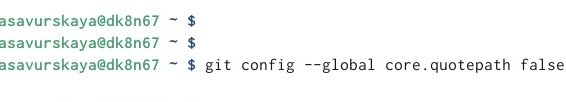 asavurskaya@dk8n67 ~ $
asavurskaya@dk8n67 ~ $
asavurskaya@dk8n67 ~ $ git config --global core.quotepath false